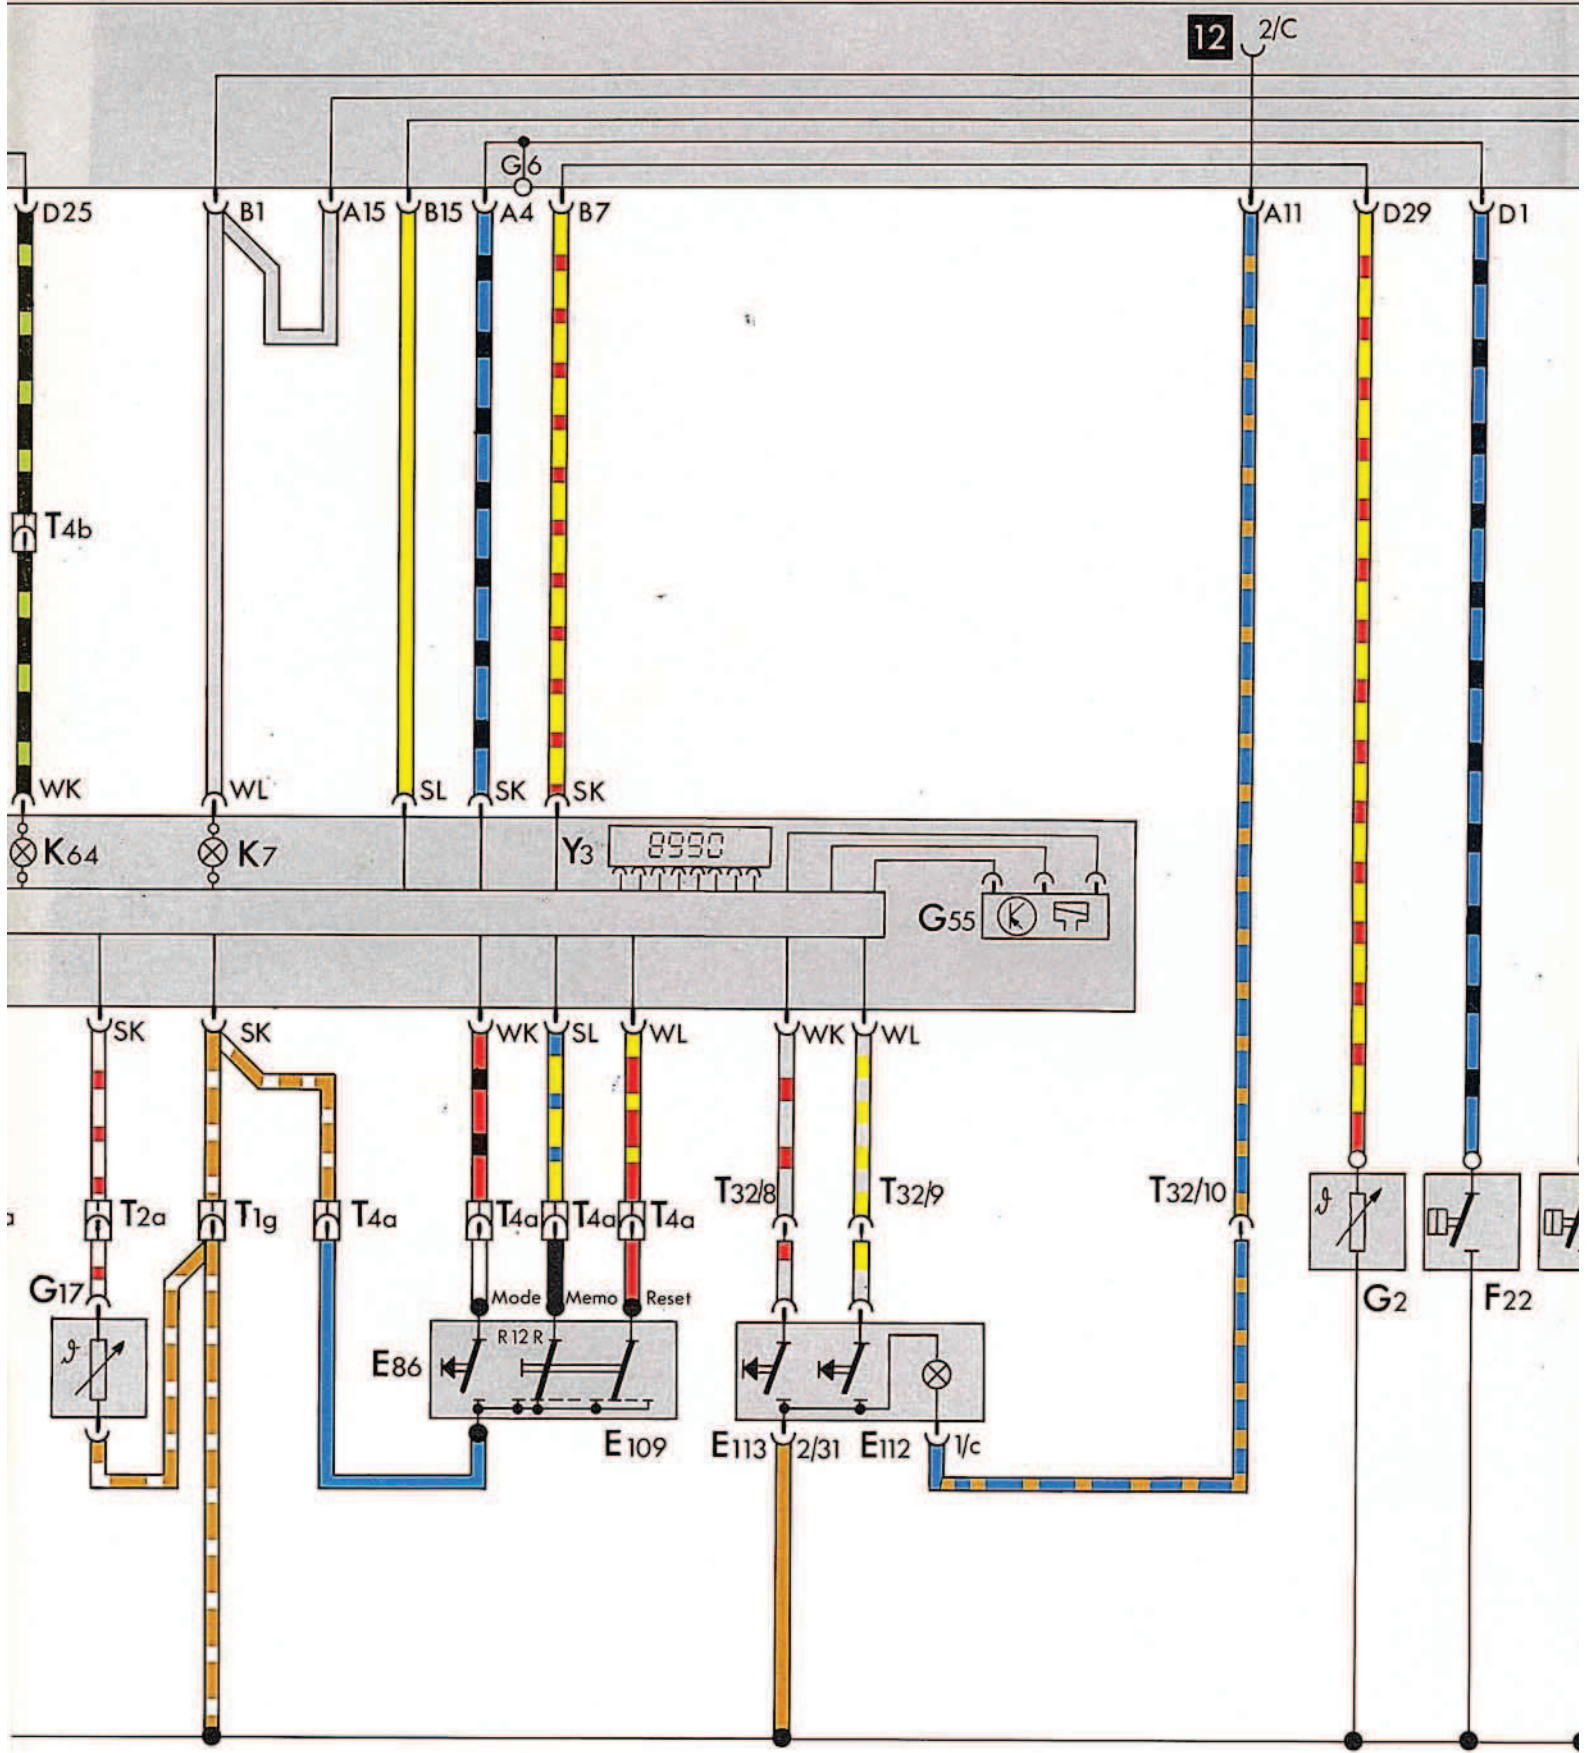 12 2/C
G 6
D25 B1 A15 B15 A4 B7 A11 D29 D1
T4b
WK WL SL SK SK
K64 K7 Y3 8990
G55
SK SK WK SL WL WK WL
T32/8 T32/9 T32/10
T2a T1g T4a T4a T4a T4a
G17 Mode Memo Reset G2 F22
R 12 R
E86
E109 E113 2/31 E112 1/c